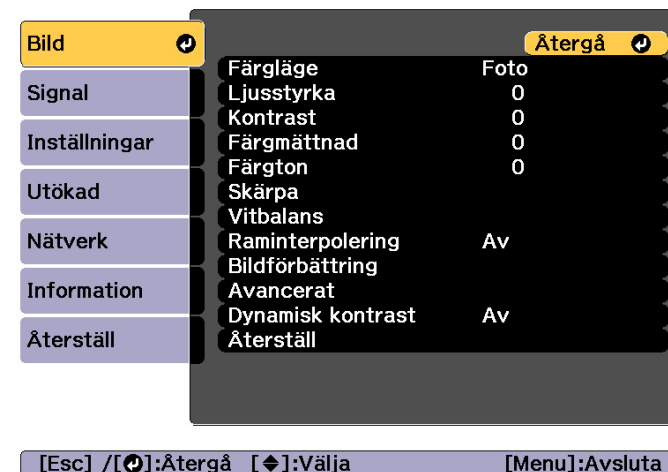 Bild
Signal
Inställningar
Utökad
Nätverk
Information
Återställ
Återgå
Färgläge Foto
Ljusstyrka 0
Kontrast 0
Färgmättnad 0
Färgton 0
Skärpa
Vitbalans
Raminterpolering Av
Bildförbättring
Avancerat
Dynamisk kontrast Av
Återställ
[Esc] /[⏎]:Återgå [◆]:Välja [Menu]:Avsluta